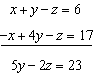 x + y − z = 6
−x + 4y − z = 17
5y − 2z = 23